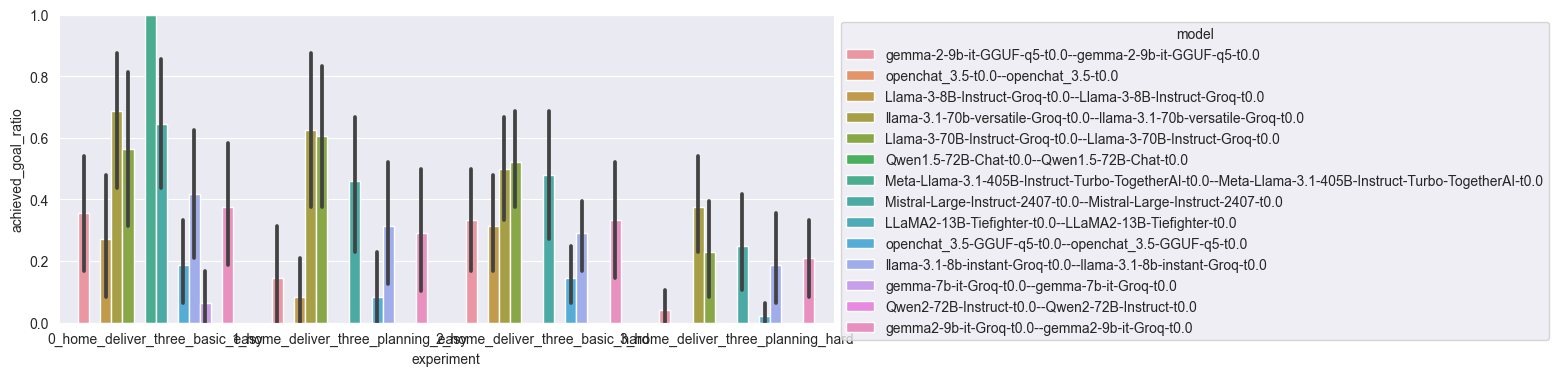 1.0
0.8
0.6
0.4
0.2
0.0
achieved_goal_ratio
0_home_deliver_three_basic_easy
1_home_deliver_three_planning_easy
2_home_deliver_three_basic_hard
3_home_deliver_three_planning_hard
experiment
model
gemma-2-9b-it-GGUF-q5-t0.0--gemma-2-9b-it-GGUF-q5-t0.0
openchat_3.5-t0.0--openchat_3.5-t0.0
Llama-3-8B-Instruct-Groq-t0.0--Llama-3-8B-Instruct-Groq-t0.0
llama-3.1-70b-versatile-Groq-t0.0--llama-3.1-70b-versatile-Groq-t0.0
Llama-3-70B-Instruct-Groq-t0.0--Llama-3-70B-Instruct-Groq-t0.0
Qwen1.5-72B-Chat-t0.0--Qwen1.5-72B-Chat-t0.0
Meta-Llama-3.1-405B-Instruct-Turbo-TogetherAI-t0.0--Meta-Llama-3.1-405B-Instruct-Turbo-TogetherAI-t0.0
Mistral-Large-Instruct-2407-t0.0--Mistral-Large-Instruct-2407-t0.0
LLaMA2-13B-Tiefighter-t0.0--LLaMA2-13B-Tiefighter-t0.0
openchat_3.5-GGUF-q5-t0.0--openchat_3.5-GGUF-q5-t0.0
llama-3.1-8b-instant-Groq-t0.0--llama-3.1-8b-instant-Groq-t0.0
gemma-7b-it-Groq-t0.0--gemma-7b-it-Groq-t0.0
Qwen2-72B-Instruct-t0.0--Qwen2-72B-Instruct-t0.0
gemma2-9b-it-Groq-t0.0--gemma2-9b-it-Groq-t0.0